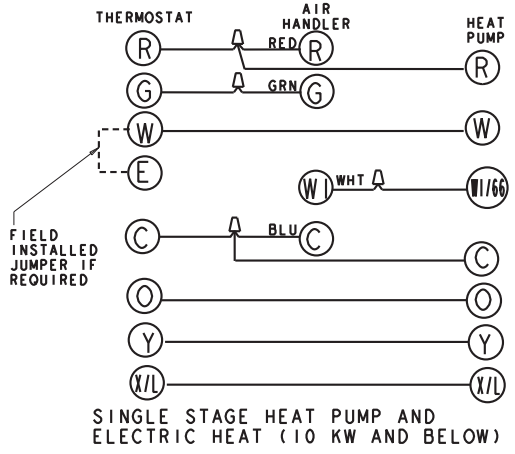 THERMOSTAT
AIR
HANDLER
HEAT
PUMP
R RED R
R
G GRN G
W W
E
W1 WHT W1/66
FIELD
INSTALLED
JUMPER IF
REQUIRED
C BLU C
C
O O
Y Y
X/L X/L
SINGLE STAGE HEAT PUMP AND
ELECTRIC HEAT (10 KW AND BELOW)